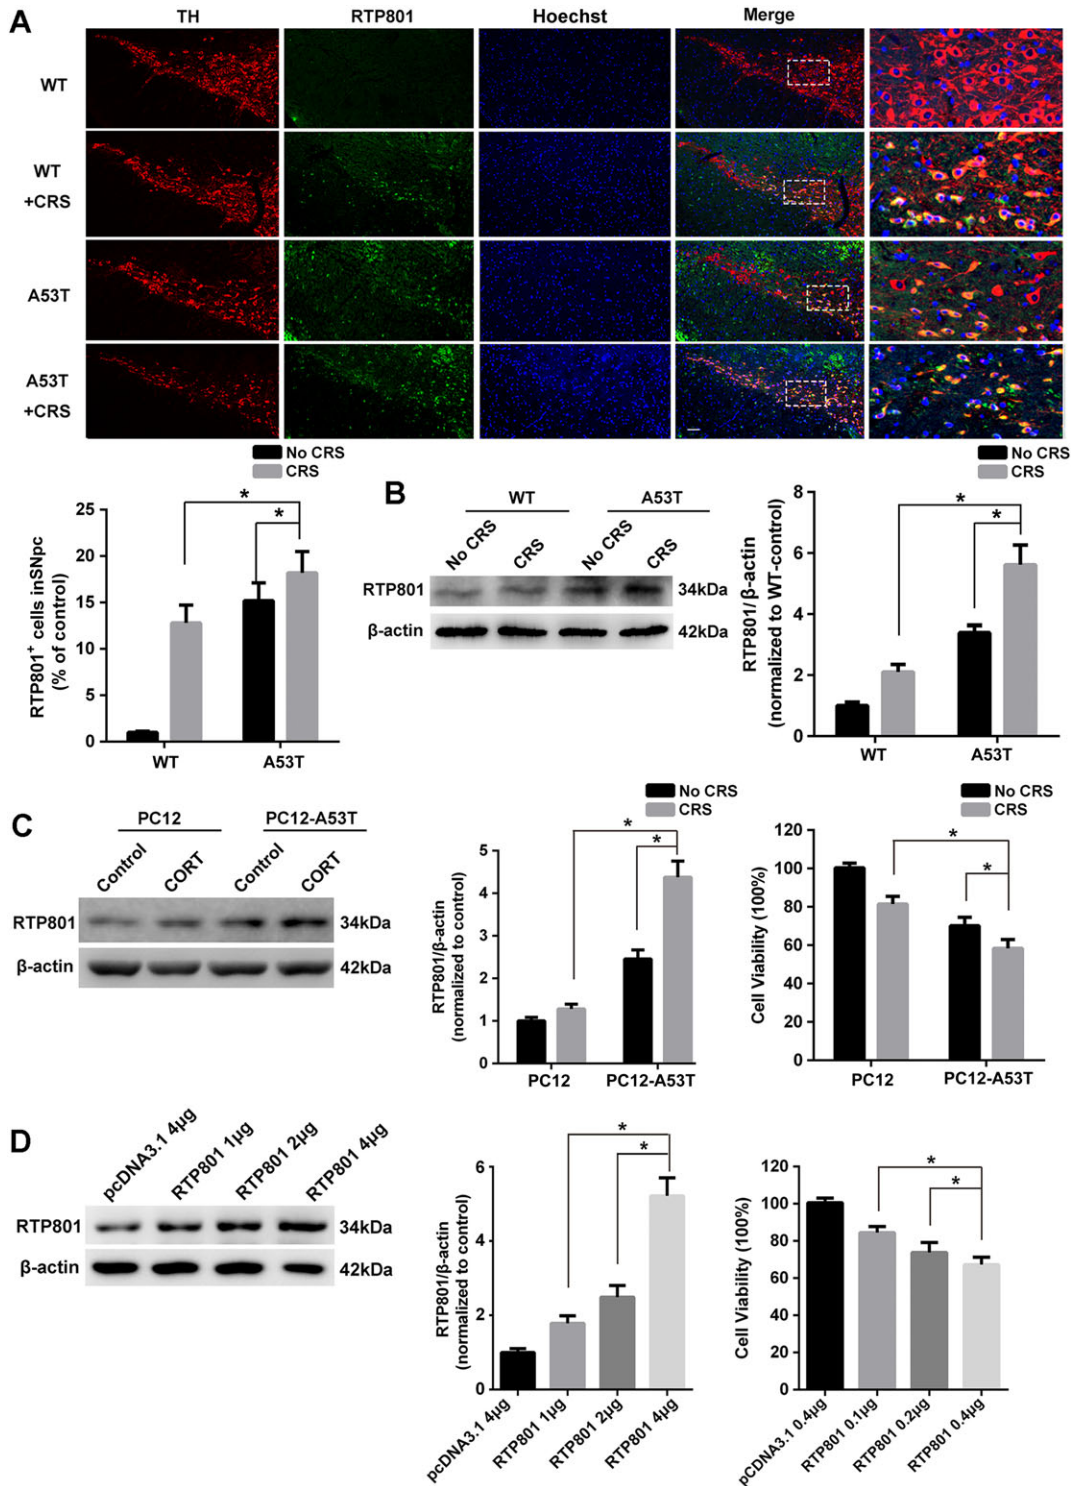 A
TH RTP801 Hoechst Merge
WT
WT
+CRS
A53T
A53T
+CRS
No CRS
CRS
RTP801+ cells inSNpc
(% of control)
25
20
15
10
5
0
*
*
WT A53T
B
WT A53T
No CRS CRS No CRS CRS
RTP801 34kDa
β-actin 42kDa
No CRS
CRS
RTP801/β-actin
(normalized to WT-control)
8
6
4
2
0
*
*
WT A53T
C
PC12 PC12-A53T
Control CORT Control CORT
RTP801 34kDa
β-actin 42kDa
No CRS
CRS
RTP801/β-actin
(normalized to control)
5
4
3
2
1
0
*
*
PC12 PC12-A53T
No CRS
CRS
Cell Viability (100%)
120
100
80
60
40
20
0
*
*
PC12 PC12-A53T
D
pcDNA3.1 4μg RTP801 1μg RTP801 2μg RTP801 4μg
RTP801 34kDa
β-actin 42kDa
RTP801/β-actin
(normalized to control)
6
4
2
0
*
*
pcDNA3.1 4μg RTP801 1μg RTP801 2μg RTP801 4μg
Cell Viability (100%)
120
100
80
60
40
20
0
*
*
pCDNA3.1 0.4μg RTP801 0.1μg RTP801 0.2μg RTP801 0.4μg